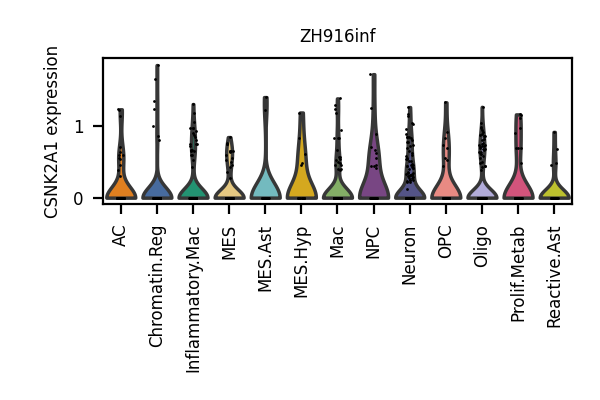 ZH916inf
CSNK2A1 expression
1
0
AC
Chromatin.Reg
Inflammatory.Mac
MES
MES.Ast
MES.Hyp
Mac
NPC
Neuron
OPC
Oligo
Prolif.Metab
Reactive.Ast